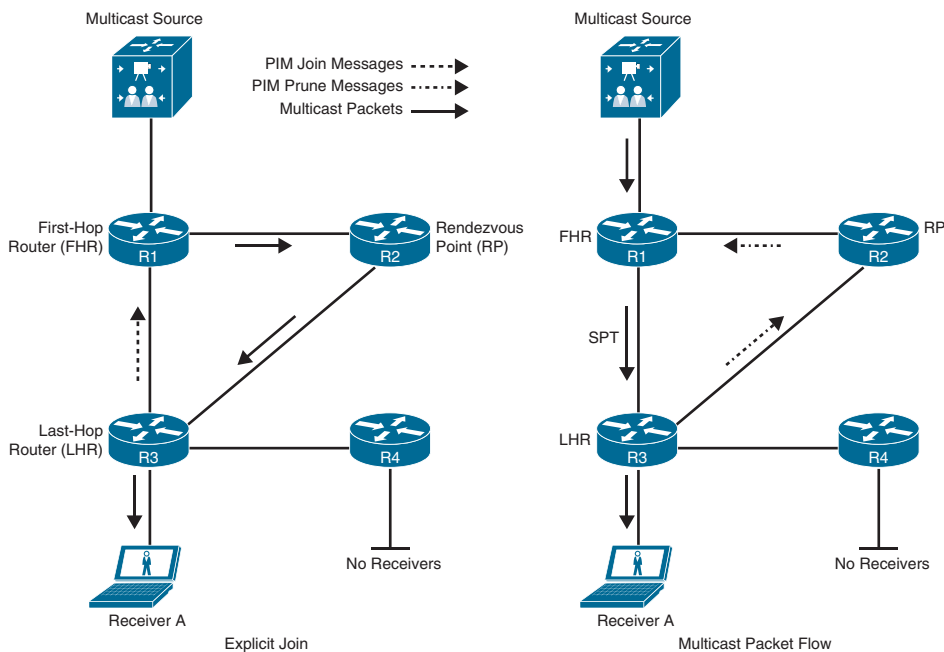 Multicast Source
PIM Join Messages
PIM Prune Messages
Multicast Packets
First-Hop
Router (FHR)
R1
R2
Rendezvous
Point (RP)
Last-Hop
Router (LHR)
R3
R4
No Receivers
Receiver A
Explicit Join
Multicast Source
FHR
R1
R2
RP
SPT
LHR
R3
R4
No Receivers
Receiver A
Multicast Packet Flow